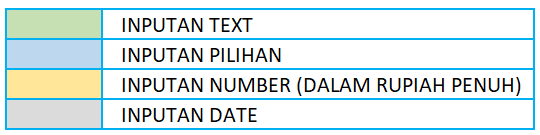 INPUTAN TEXT
INPUTAN PILIHAN
INPUTAN NUMBER (DALAM RUPIAH PENUH)
INPUTAN DATE